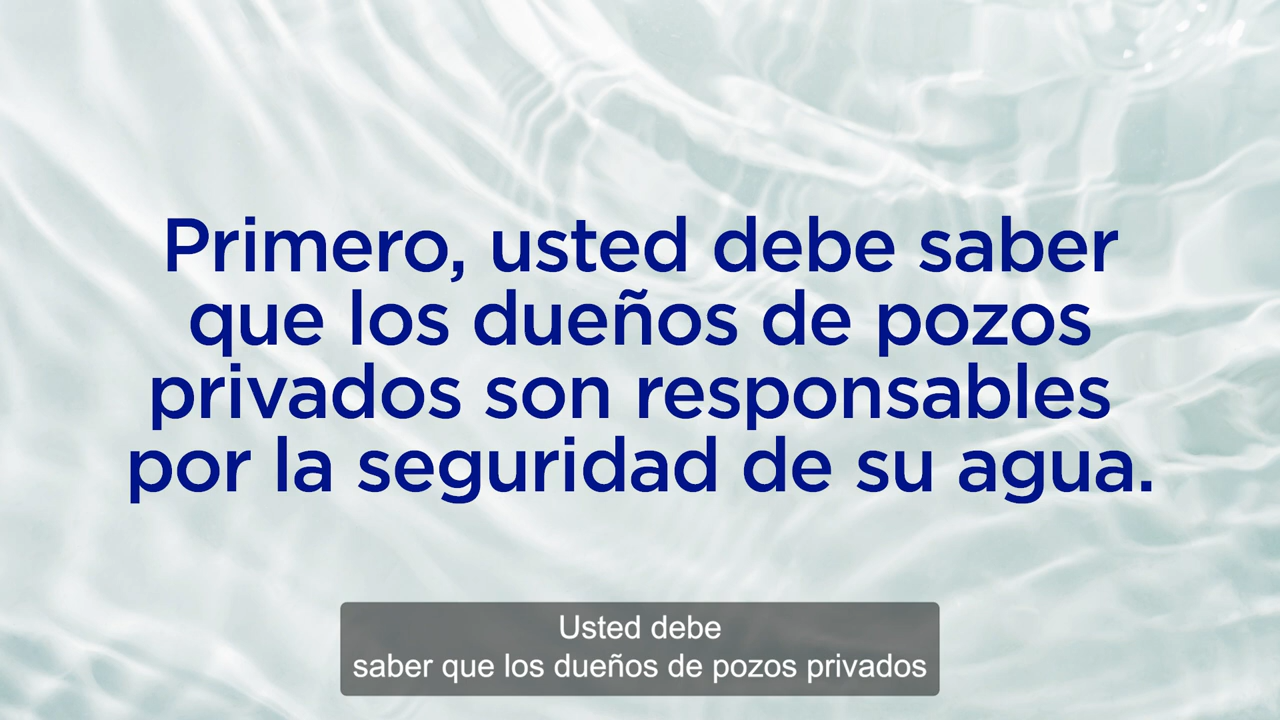 Primero, usted debe saber
que los dueños de pozos
privados son responsables
por la seguridad de su agua.
Usted debe
saber que los dueños de pozos privados